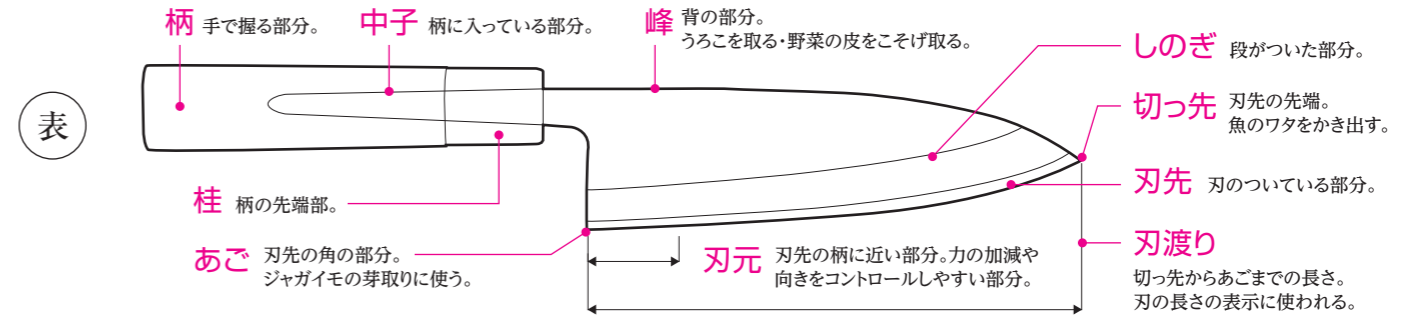 表
柄 手で握る部分。
中子 柄に入っている部分。
峰 背の部分。
うろこを取る・野菜の皮をこそげ取る。
しのぎ 段がついた部分。
切っ先 刃先の先端。
魚のワタをかき出す。
刃先 刃のついている部分。
桂 柄の先端部。
あご 刃先の角の部分。
ジャガイモの芽取りに使う。
刃元 刃先の柄に近い部分。力の加減や
向きをコントロールしやすい部分。
刃渡り
切っ先からあごまでの長さ。
刃の長さの表示に使われる。